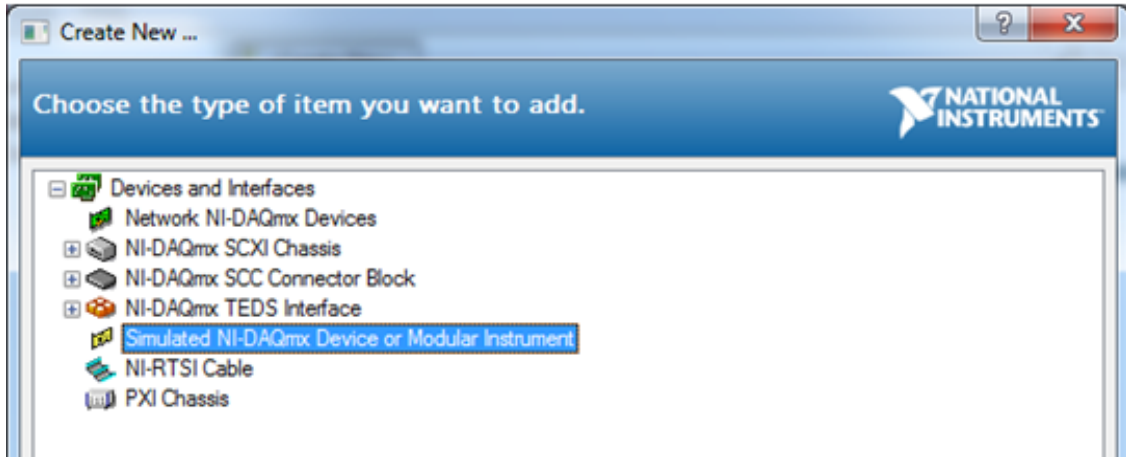 Create New ...
Choose the type of item you want to add.
NATIONAL
INSTRUMENTS
Devices and Interfaces
Network NI-DAQmx Devices
NI-DAQmx SCXI Chassis
NI-DAQmx SCC Connector Block
NI-DAQmx TEDS Interface
Simulated NI-DAQmx Device or Modular Instrument
NI-RTSI Cable
PXI Chassis